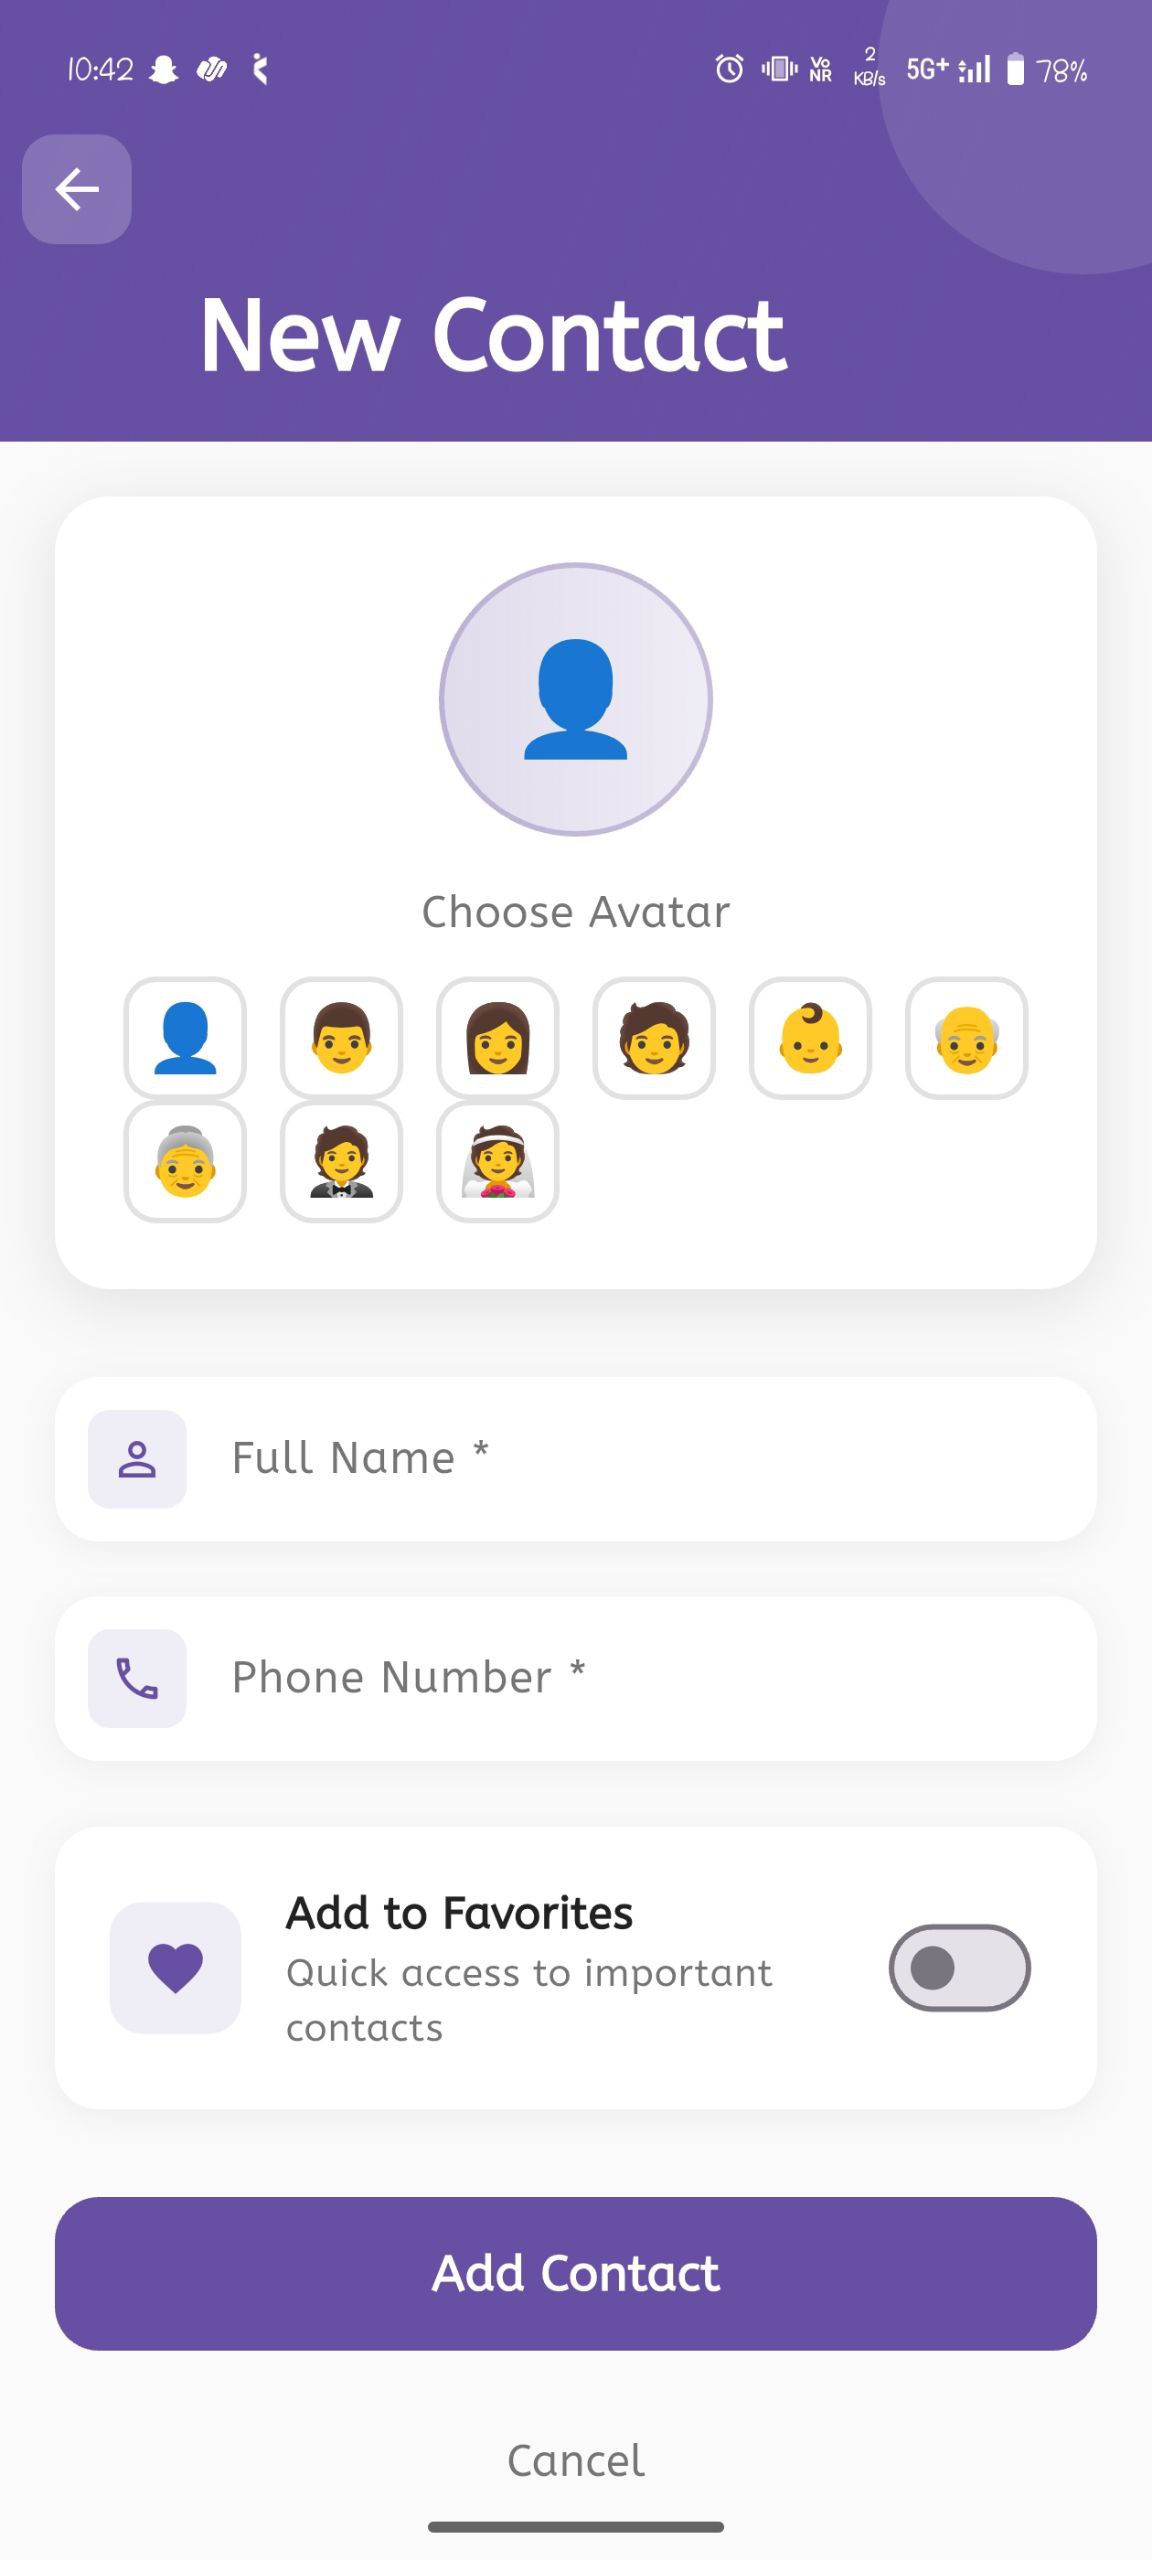 10:42
Vo
NR
2
KB/s
5G+
78%
New Contact
Choose Avatar
Full Name *
Phone Number *
Add to Favorites
Quick access to important
contacts
Add Contact
Cancel